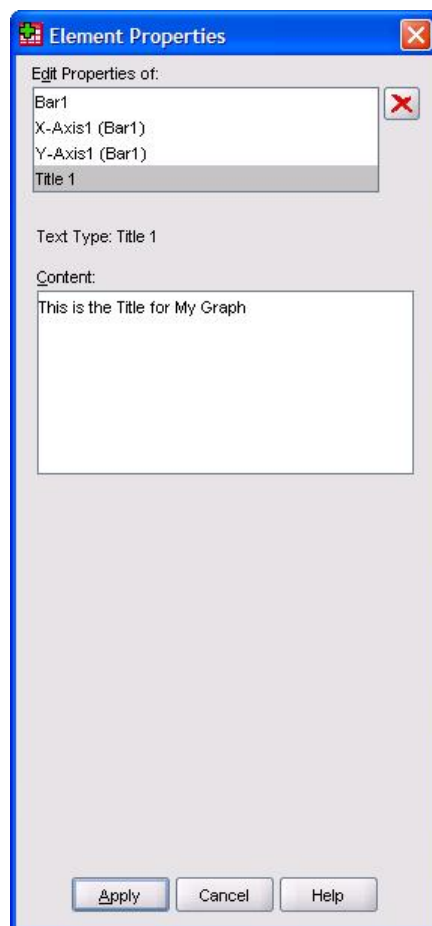 Element Properties
Edit Properties of:
Bar1
X-Axis1 (Bar1)
Y-Axis1 (Bar1)
Title 1
Text Type: Title 1
Content:
This is the Title for My Graph
Apply Cancel Help